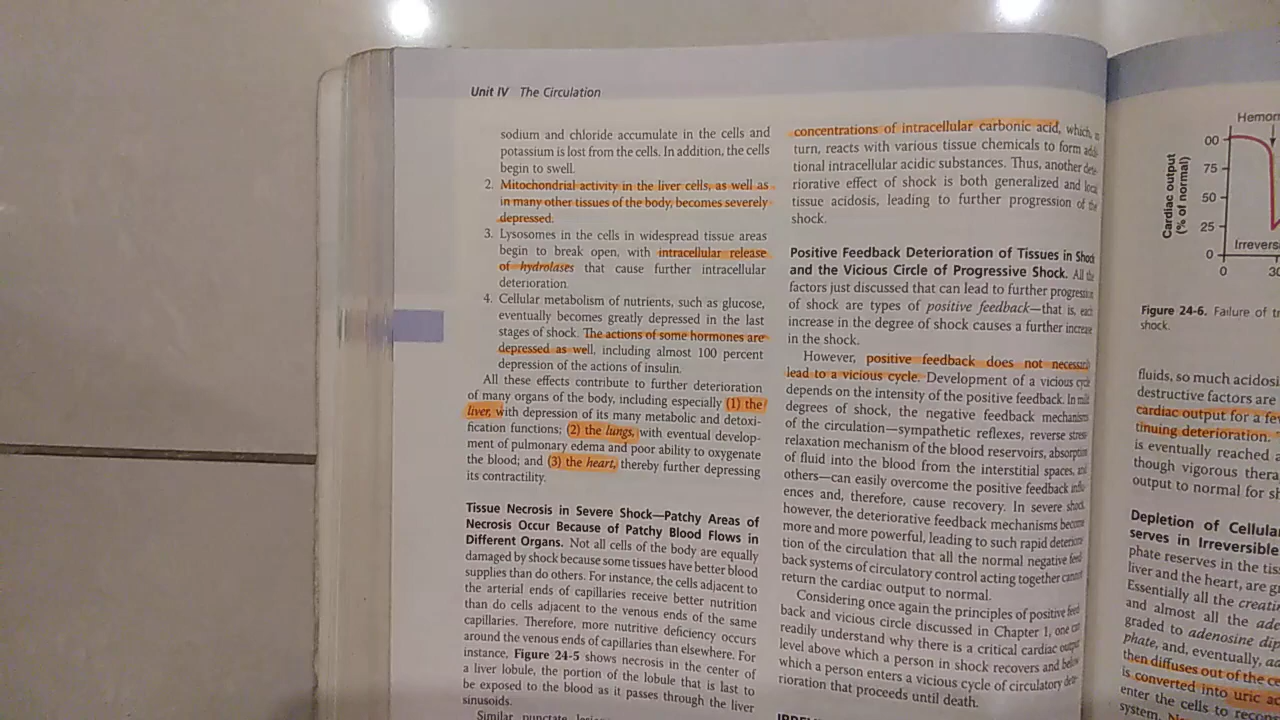 Unit IV The Circulation
sodium and chloride accumulate in the cells and
potassium is lost from the cells. In addition, the cells
begin to swell.
2. Mitochondrial activity in the liver cells, as well as
in many other tissues of the body, becomes severely
depressed.
3. Lysosomes in the cells in widespread tissue areas
begin to break open, with intracellular release
of hydrolases that cause further intracellular
deterioration.
4. Cellular metabolism of nutrients, such as glucose,
eventually becomes greatly depressed in the last
stages of shock. The actions of some hormones are
depressed as well, including almost 100 percent
depression of the actions of insulin.
All these effects contribute to further deterioration
of many organs of the body, including especially (1) the
liver, with depression of its many metabolic and detoxi-
fication functions; (2) the lungs, with eventual develop-
ment of pulmonary edema and poor ability to oxygenate
the blood; and (3) the heart, thereby further depressing
its contractility.
Tissue Necrosis in Severe Shock—Patchy Areas of
Necrosis Occur Because of Patchy Blood Flows in
Different Organs. Not all cells of the body are equally
damaged by shock because some tissues have better blood
supplies than do others. For instance, the cells adjacent to
the arterial ends of capillaries receive better nutrition
than do cells adjacent to the venous ends of the same
capillaries. Therefore, more nutritive deficiency occurs
around the venous ends of capillaries than elsewhere. For
instance, Figure 24-5 shows necrosis in the center of
a liver lobule, the portion of the lobule that is last to
be exposed to the blood as it passes through the liver
sinusoids.
Similar punctate
concentrations of intracellular carbonic acid, which, in
turn, reacts with various tissue chemicals to form addi-
tional intracellular acidic substances. Thus, another dete-
riorative effect of shock is both generalized and local
tissue acidosis, leading to further progression of the
shock.
Positive Feedback Deterioration of Tissues in Shock
and the Vicious Circle of Progressive Shock. All the
factors just discussed that can lead to further progression
of shock are types of positive feedback—that is, each
increase in the degree of shock causes a further increase
in the shock.
However, positive feedback does not necessarily
lead to a vicious cycle. Development of a vicious cycle
depends on the intensity of the positive feedback. In mild
degrees of shock, the negative feedback mechanisms
of the circulation—sympathetic reflexes, reverse stress-
relaxation mechanism of the blood reservoirs, absorption
of fluid into the blood from the interstitial spaces, and
others—can easily overcome the positive feedback influ-
ences and, therefore, cause recovery. In severe shock,
however, the deteriorative feedback mechanisms become
more and more powerful, leading to such rapid deteriora-
tion of the circulation that all the normal negative feed-
back systems of circulatory control acting together cannot
return the cardiac output to normal.
Considering once again the principles of positive feed-
back and vicious circle discussed in Chapter 1, one can
readily understand why there is a critical cardiac output
level above which a person in shock recovers and below
which a person enters a vicious cycle of circulatory dete-
rioration that proceeds until death.
Hemorr
Cardiac output
(% of normal)
00
75
50
25
0
Irrevers
0
30
Figure 24-6. Failure of tr
shock.
fluids, so much acidosi
destructive factors are
cardiac output for a few
tinuing deterioration.
is eventually reached a
though vigorous thera
output to normal for sh
Depletion of Cellular
serves in Irreversible
phate reserves in the tiss
liver and the heart, are gr
Essentially all the creatin
and almost all the ade
graded to adenosine dip
phate, and, eventually, ad
then diffuses out of the ce
is converted into uric ac
enter the cells to recon
system.